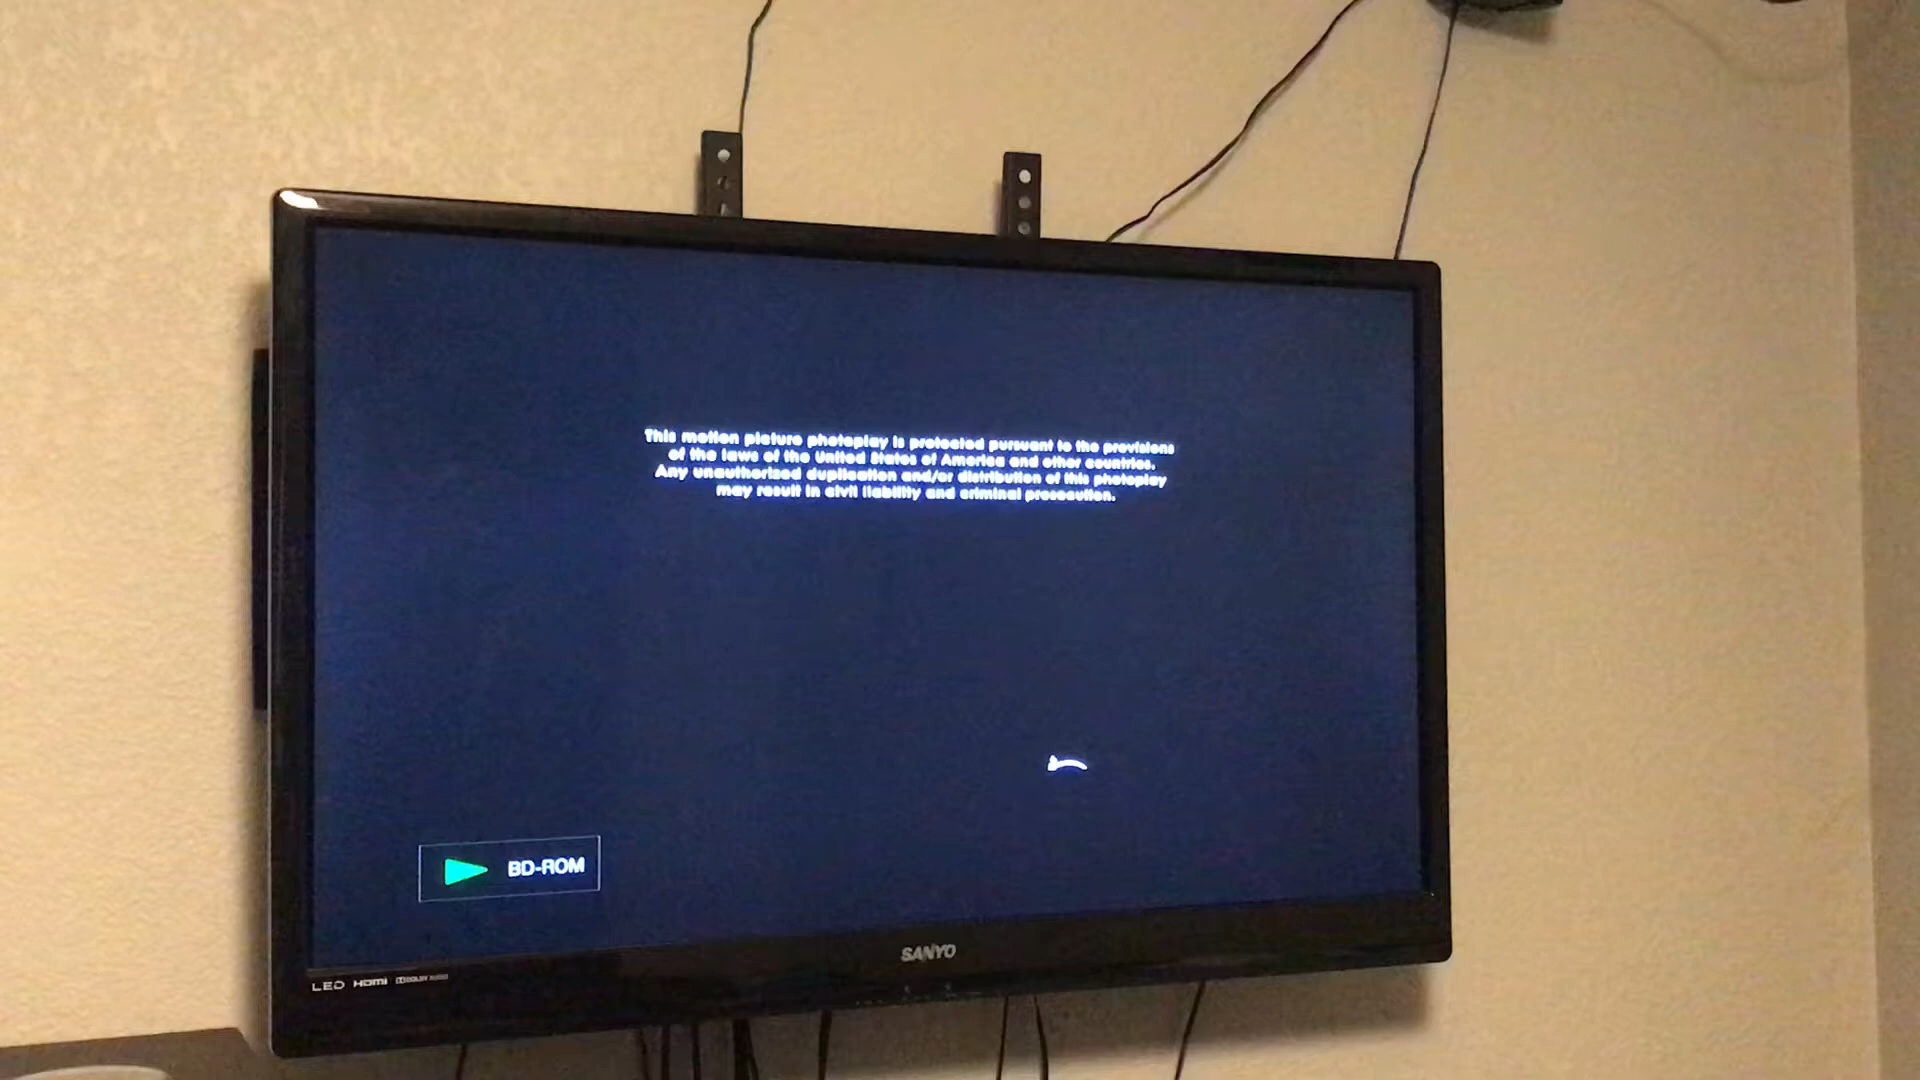 This motion picture photoplay is protected pursuant to the provisions
of the laws of the United States of America and other countries.
Any unauthorized duplication and/or distribution of this photoplay
may result in civil liability and criminal prosecution.
BD-ROM
SANYO
LED HDMI DOLBY AUDIO